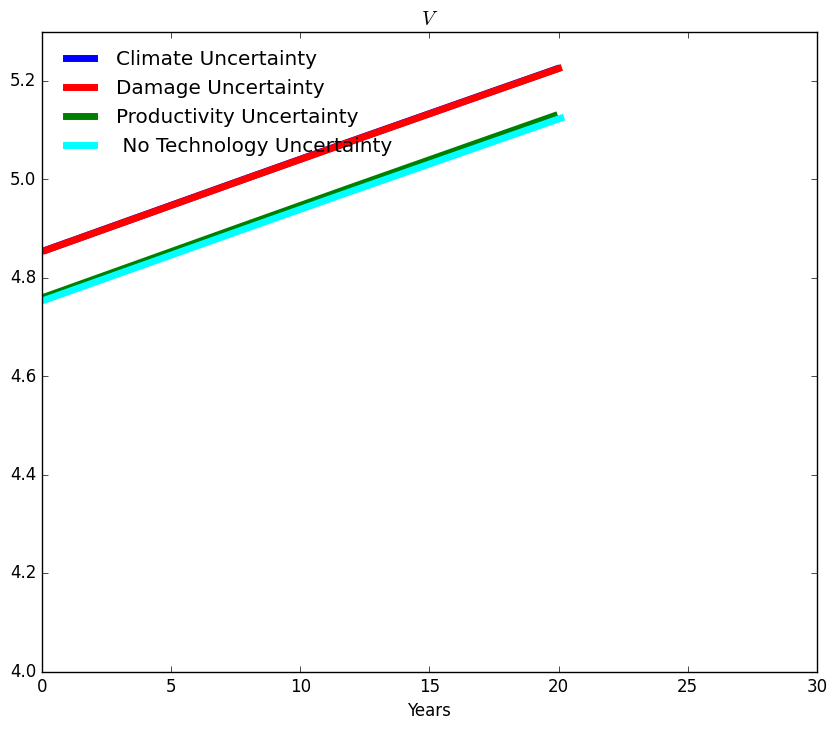 V
Climate Uncertainty
Damage Uncertainty
Productivity Uncertainty
No Technology Uncertainty
5.2
5.0
4.8
4.6
4.4
4.2
4.0
0 5 10 15 20 25 30
Years